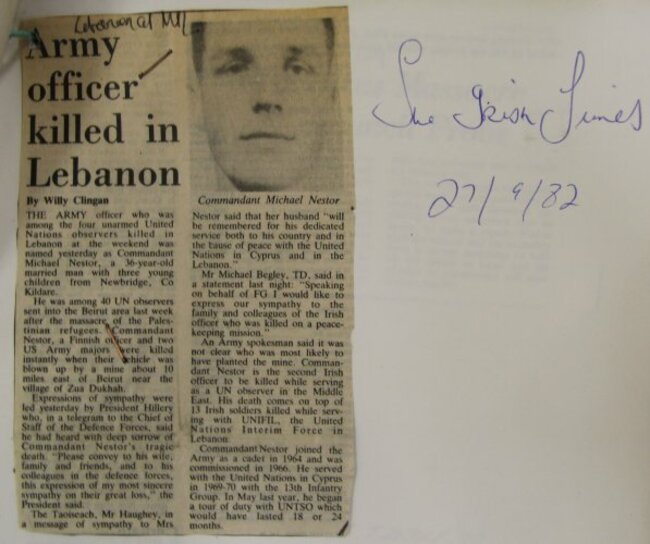 Lebanon
Army
officer
killed in
Lebanon
By Willy Clingan
THE ARMY officer who was
among the four unarmed United
Nations observers killed in
Lebanon at the weekend was
named yesterday as Commandant
Michael Nestor, a 36-year-old
married man with three young
children from Newbridge, Co
Kildare.
He was among 40 UN observers
sent into the Beirut area last week
after the massacre of the Pales-
tinian refugees. Commandant
Nestor, a Finnish officer and two
US Army majors were killed
instantly when their vehicle was
blown up by a mine about 10
miles east of Beirut near the
village of Zua Dukhah.
Expressions of sympathy were
led yesterday by President Hillery
who, in a telegram to the Chief of
Staff of the Defence Forces, said
he had heard with deep sorrow of
Commandant Nestor's tragic
death. "Please convey to his wife,
family and friends, and to his
colleagues in the defence forces,
this expression of my most sincere
sympathy on their great loss," the
President said.
The Taoiseach, Mr Haughey, in
a message of sympathy to Mrs
Commandant Michael Nestor
Nestor said that her husband "will
be remembered for his dedicated
service both to his country and in
the cause of peace with the United
Nations in Cyprus and in the
Lebanon."
Mr Michael Begley, TD, said in
a statement last night: "Speaking
on behalf of FG I would like to
express our sympathy to the
family and colleagues of the Irish
officer who was killed on a peace-
keeping mission."
An Army spokesman said it was
not clear who was most likely to
have planted the mine. Comman-
dant Nestor is the second Irish
officer to be killed while serving
as a UN observer in the Middle
East. His death comes on top of
13 Irish soldiers killed while serv-
ing with UNIFIL, the United
Nations Interim Force in
Lebanon.
Commandant Nestor joined the
Army as a cadet in 1964 and was
commissioned in 1966. He served
with the United Nations in Cyprus
in 1969-70 with the 13th Infantry
Group. In May last year, he began
a tour of duty with UNTSO which
would have lasted 18 or 24
months.
The Irish Times
27/9/82